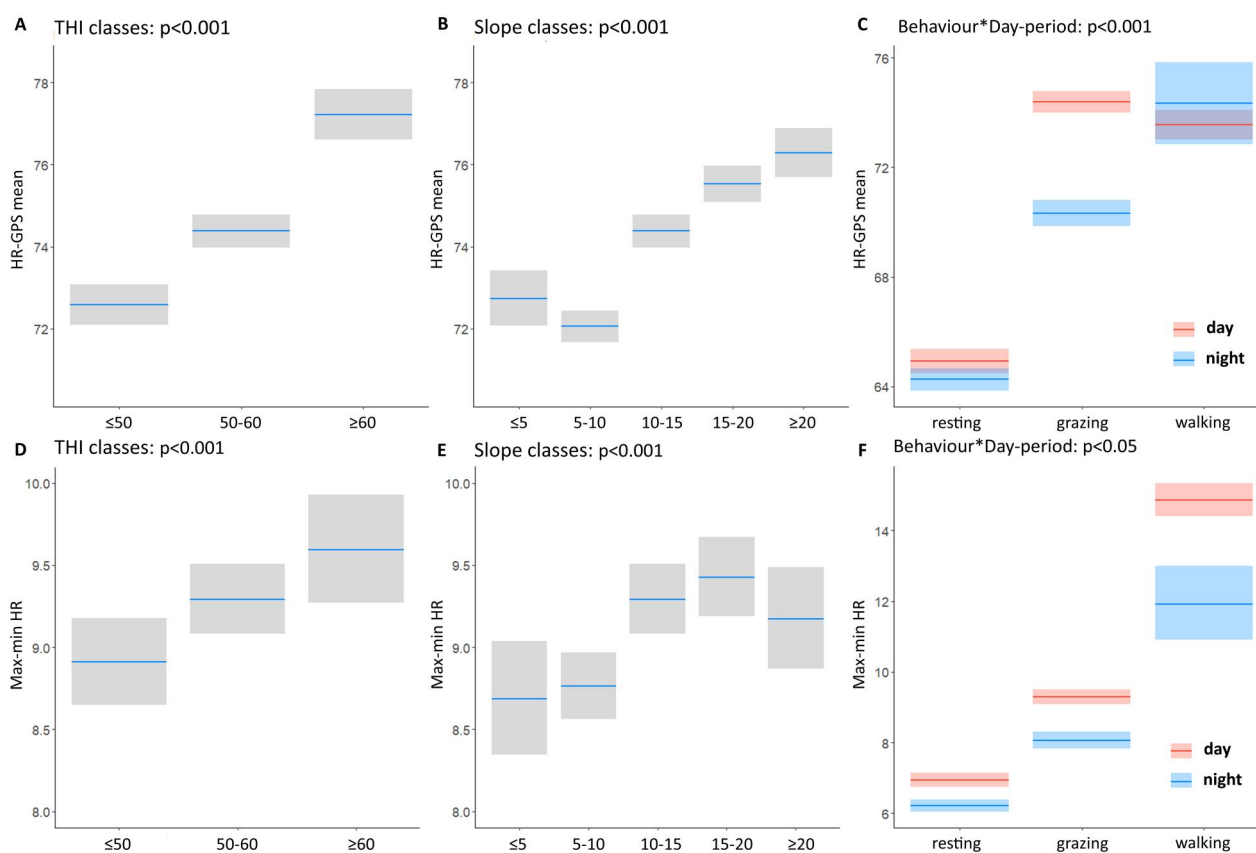 A THI classes: p<0.001
HR-GPS mean
78
76
74
72
≤50 50-60 ≥60
B Slope classes: p<0.001
HR-GPS mean
78
76
74
72
≤5 5-10 10-15 15-20 ≥20
C Behaviour*Day-period: p<0.001
HR-GPS mean
76
72
68
64
day
night
resting grazing walking
D THI classes: p<0.001
Max-min HR
10.0
9.5
9.0
8.5
8.0
≤50 50-60 ≥60
E Slope classes: p<0.001
Max-min HR
10.0
9.5
9.0
8.5
8.0
≤5 5-10 10-15 15-20 ≥20
F Behaviour*Day-period: p<0.05
Max-min HR
14
12
10
8
6
day
night
resting grazing walking